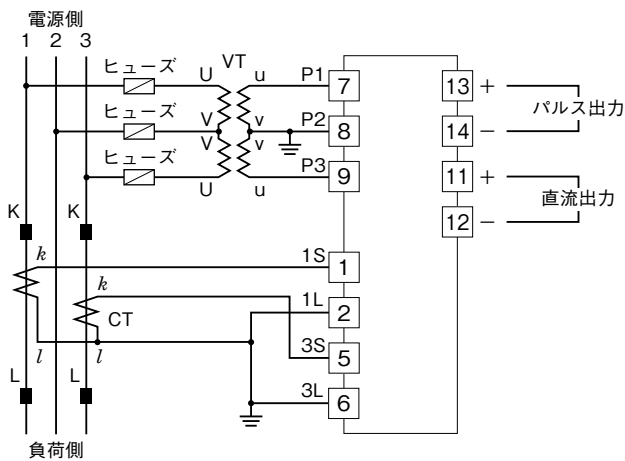 電源側
1 2 3
ヒューズ
VT
U u P1 7 13 +
パルス出力
ヒューズ
V v P2 8 14 −
V v
ヒューズ
U u P3 9 11 +
直流出力
12 −
K K
k 1S 1
k 1L 2
CT
l l 3S 5
L L
3L 6
負荷側